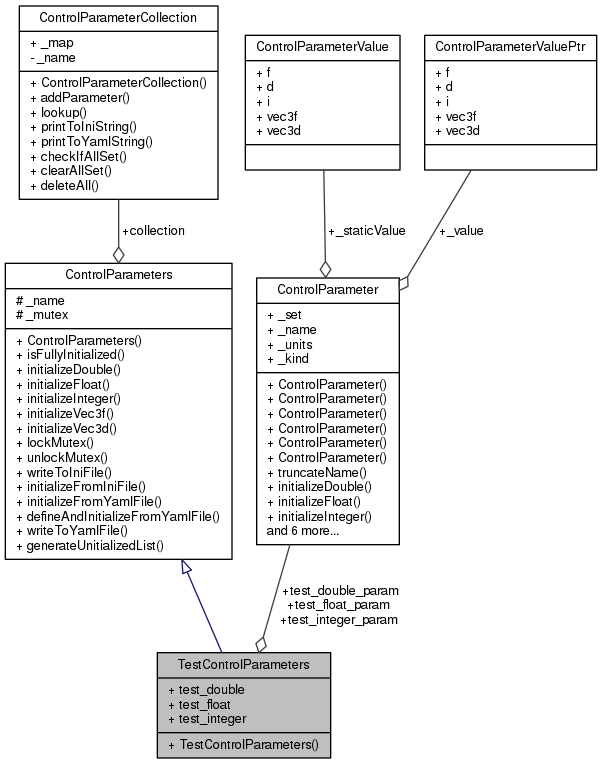 ControlParameterCollection
+ _map
- _name
+ ControlParameterCollection()
+ addParameter()
+ lookup()
+ printToIniString()
+ printToYamlString()
+ checkIfAllSet()
+ clearAllSet()
+ deleteAll()
ControlParameterValue
+ f
+ d
+ i
+ vec3f
+ vec3d
ControlParameterValuePtr
+ f
+ d
+ i
+ vec3f
+ vec3d
+collection
+_staticValue
+_value
ControlParameters
# _name
# _mutex
+ ControlParameters()
+ isFullyInitialized()
+ initializeDouble()
+ initializeFloat()
+ initializeInteger()
+ initializeVec3f()
+ initializeVec3d()
+ lockMutex()
+ unlockMutex()
+ writeToIniFile()
+ initializeFromIniFile()
+ initializeFromYamlFile()
+ defineAndInitializeFromYamlFile()
+ writeToYamlFile()
+ generateUnitializedList()
ControlParameter
+ _set
+ _name
+ _units
+ _kind
+ ControlParameter()
+ ControlParameter()
+ ControlParameter()
+ ControlParameter()
+ ControlParameter()
+ ControlParameter()
+ truncateName()
+ initializeDouble()
+ initializeFloat()
+ initializeInteger()
and 6 more...
+test_double_param
+test_float_param
+test_integer_param
TestControlParameters
+ test_double
+ test_float
+ test_integer
+ TestControlParameters()